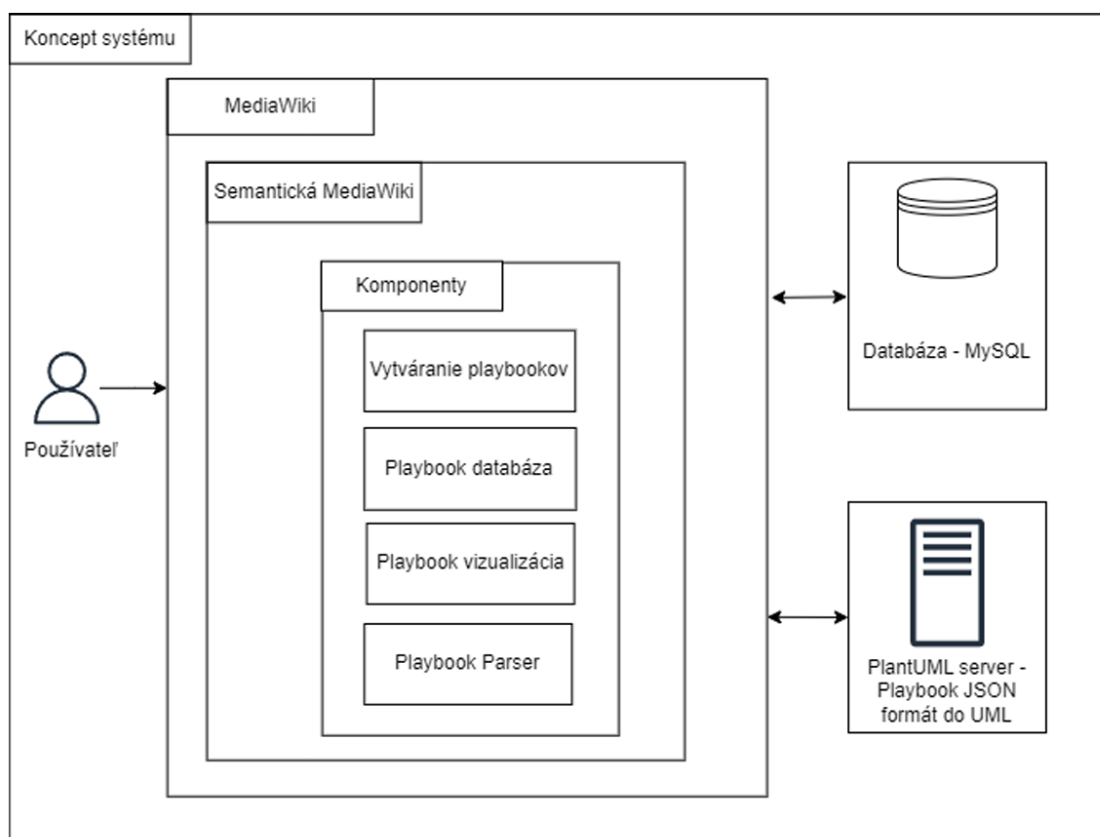 Koncept systému
MediaWiki
Semantická MediaWiki
Komponenty
Vytváranie playbookov
Playbook databáza
Playbook vizualizácia
Playbook Parser
Používateľ
Databáza - MySQL
PlantUML server -
Playbook JSON
formát do UML